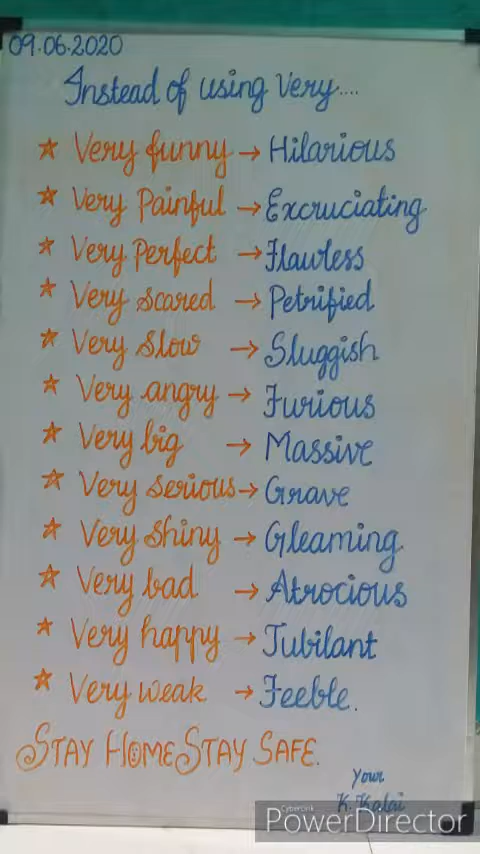 09.06.2020
Instead of using Very....
☆ Very funny → Hilarious
☆ Very Painful → Excruciating
☆ Very Perfect → Flawless
☆ Very scared → Petrified
☆ Very slow → Sluggish
☆ Very angry → Furious
☆ Very big → Massive
☆ Very serious → Grave
☆ Very shiny → Gleaming.
☆ Very bad → Atrocious
☆ Very happy → Jubilant
☆ Very weak → Feeble.
STAY HOME STAY SAFE.
Your
K. Kalai
CyberLink
PowerDirector